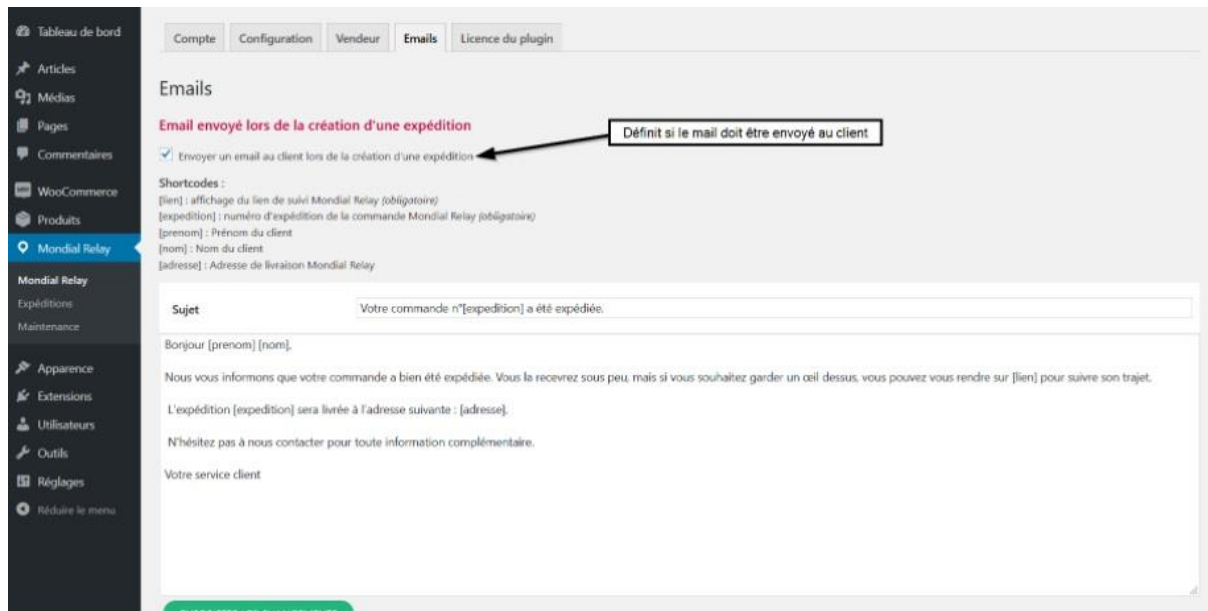 Tableau de bord
Articles
Médias
Pages
Commentaires
WooCommerce
Produits
Mondial Relay
Mondial Relay
Expéditions
Maintenance
Apparence
Extensions
Utilisateurs
Outils
Réglages
Réduire le menu
Compte Configuration Vendeur Emails Licence du plugin
Emails
Email envoyé lors de la création d'une expédition
Définit si le mail doit être envoyé au client
Envoyer un email au client lors de la création d'une expédition
Shortcodes :
[lien] : affichage du lien de suivi Mondial Relay (obligatoire)
[expedition] : numéro d'expédition de la commande Mondial Relay (obligatoire)
[prenom] : Prénom du client
[nom] : Nom du client
[adresse] : Adresse de livraison Mondial Relay
Sujet Votre commande n°[expedition] a été expédiée.
Bonjour [prenom] [nom],
Nous vous informons que votre commande a bien été expédiée. Vous la recevrez sous peu, mais si vous souhaitez garder un œil dessus, vous pouvez vous rendre sur [lien] pour suivre son trajet.
L'expédition [expedition] sera livrée à l'adresse suivante : [adresse].
N'hésitez pas à nous contacter pour toute information complémentaire.
Votre service client